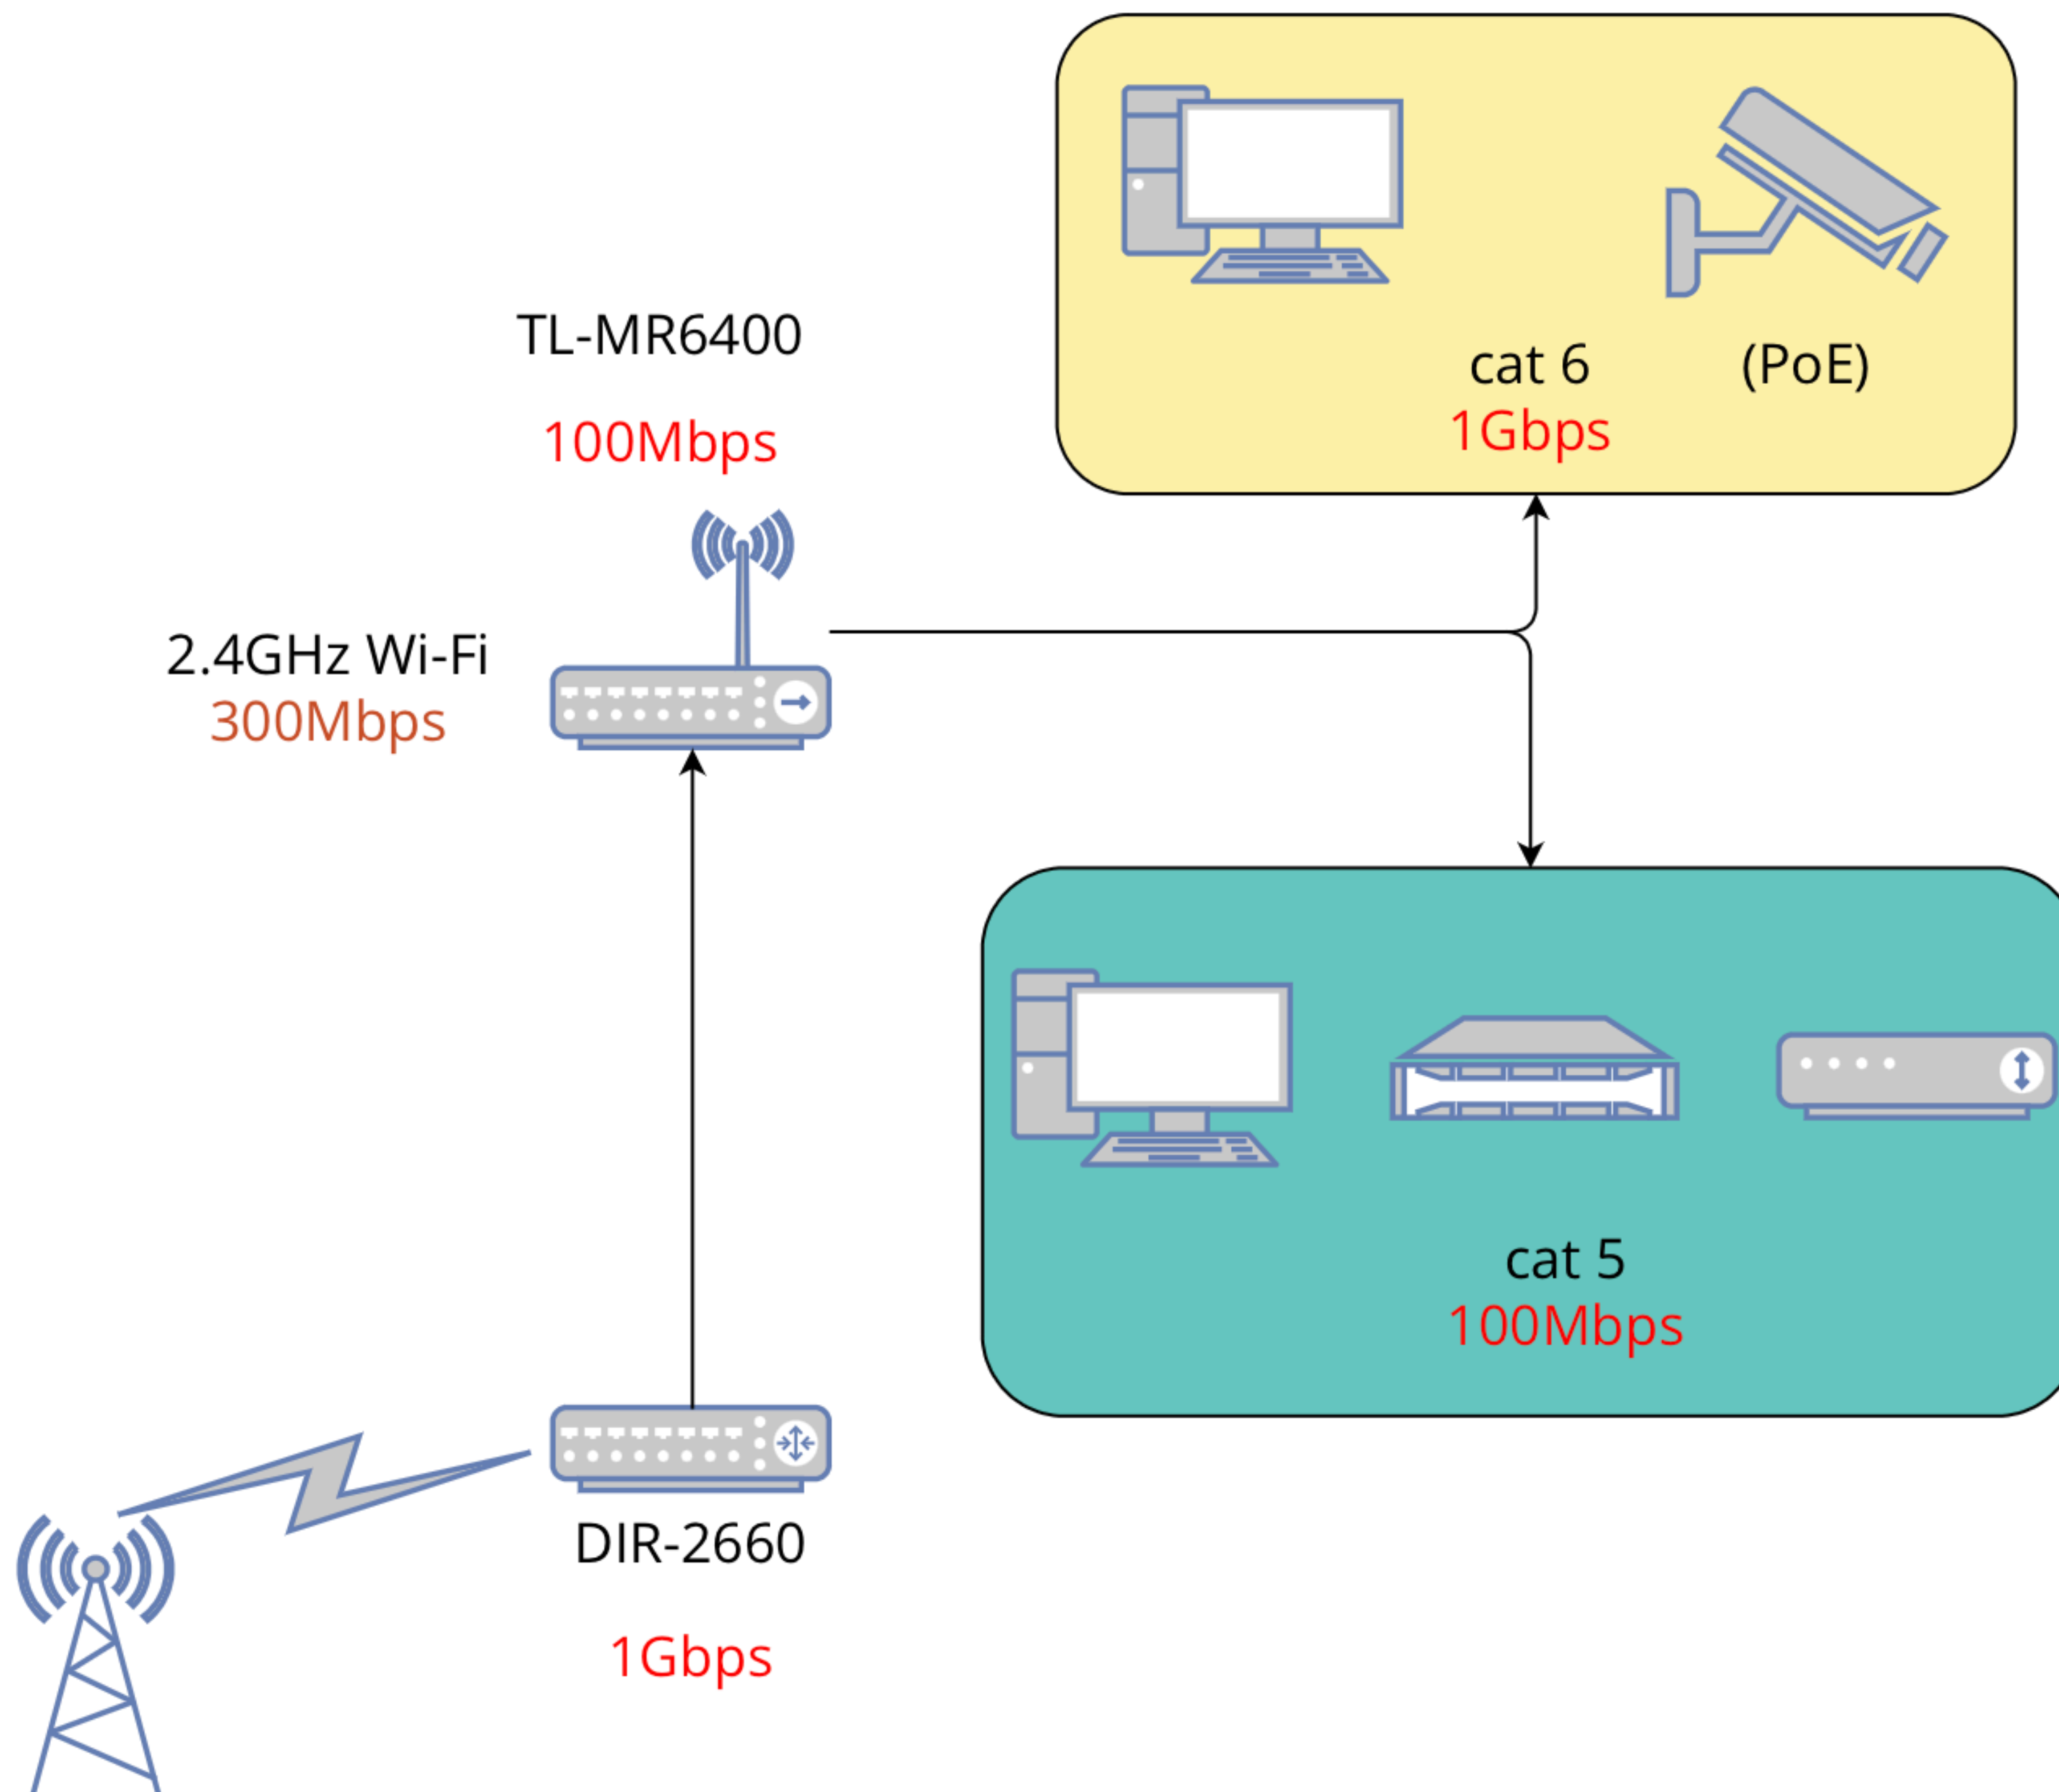 TL-MR6400
100Mbps
2.4GHz Wi-Fi
300Mbps
cat 6
(PoE)
1Gbps
cat 5
100Mbps
DIR-2660
1Gbps